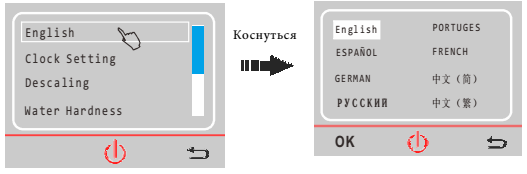 English
Clock Setting
Descaling
Water Hardness
Коснуться
English PORTUGES
ESPAÑOL FRENCH
GERMAN 中文（简）
РУССКИЙ 中文（繁）
OK